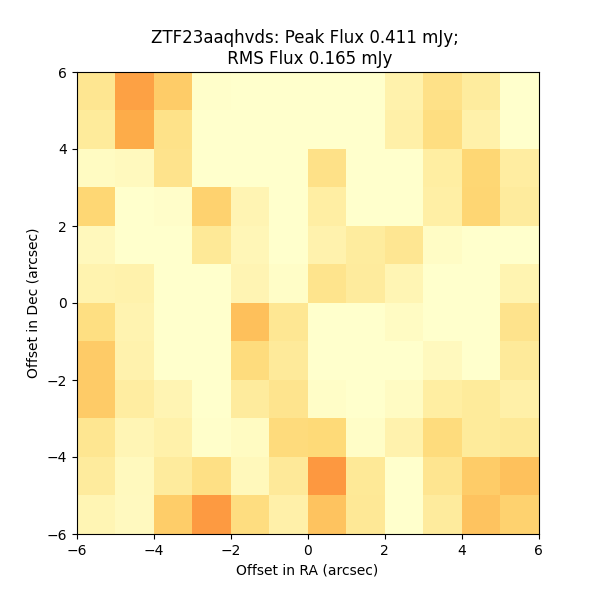 ZTF23aaqhvds: Peak Flux 0.411 mJy;
RMS Flux 0.165 mJy
6
4
2
0
−2
−4
−6
Offset in Dec (arcsec)
−6 −4 −2 0 2 4 6
Offset in RA (arcsec)